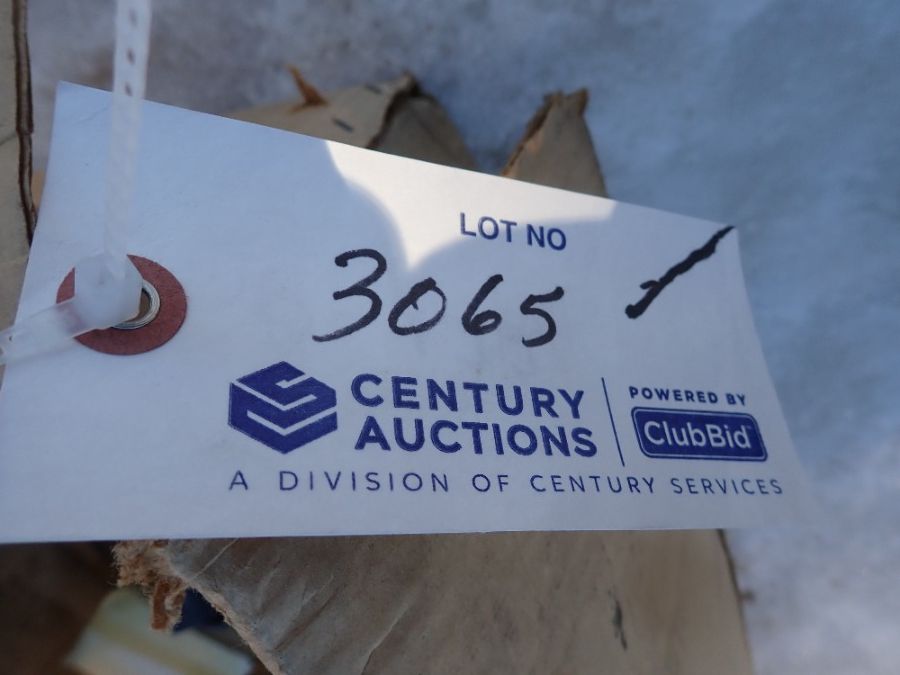 LOT NO
3065
CENTURY
AUCTIONS
POWERED BY
ClubBid
A DIVISION OF CENTURY SERVICES